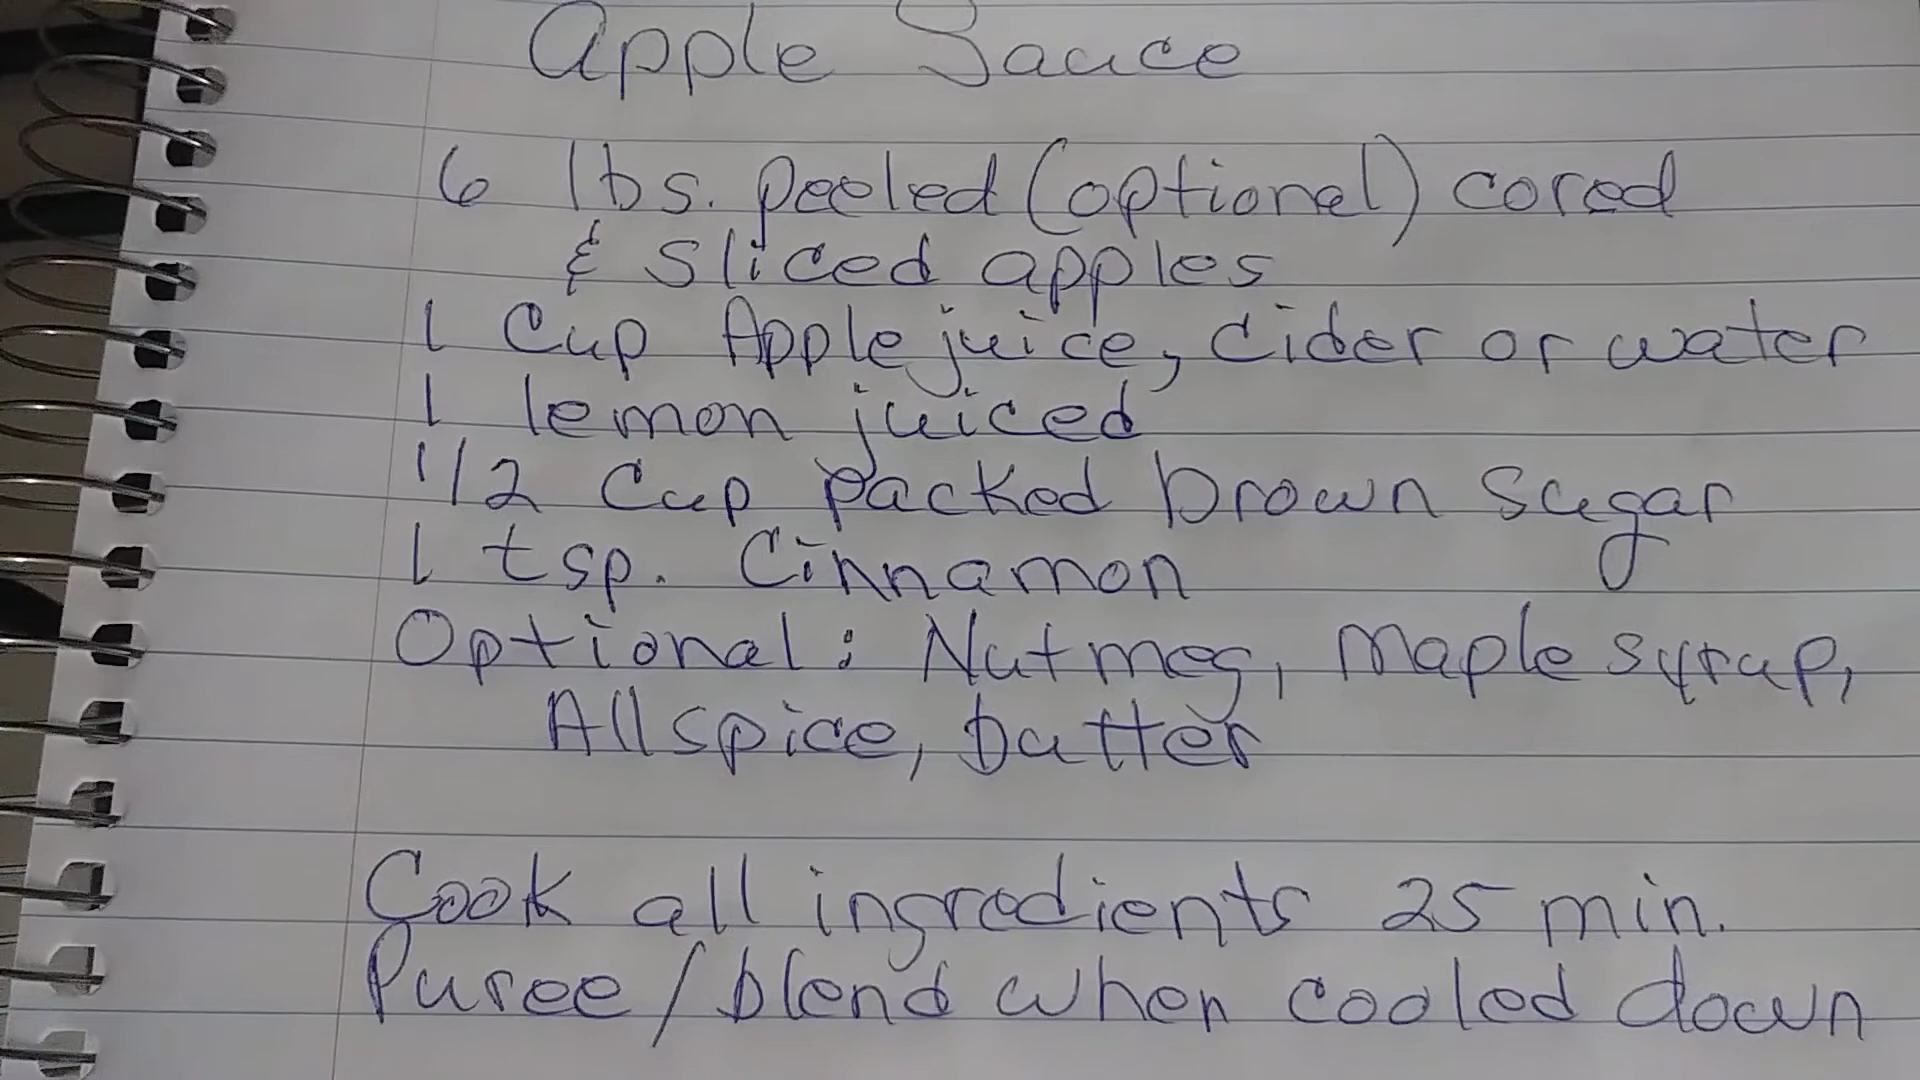 Apple Sauce
6 lbs. peeled (optional) cored
& sliced apples
1 Cup Apple juice, Cider or water
1 lemon juiced
1/2 Cup packed brown sugar
1 tsp. Cinnamon
Optional: Nutmeg, Maple syrup,
Allspice, butter
Cook all ingredients 25 min.
Puree/blend when cooled down